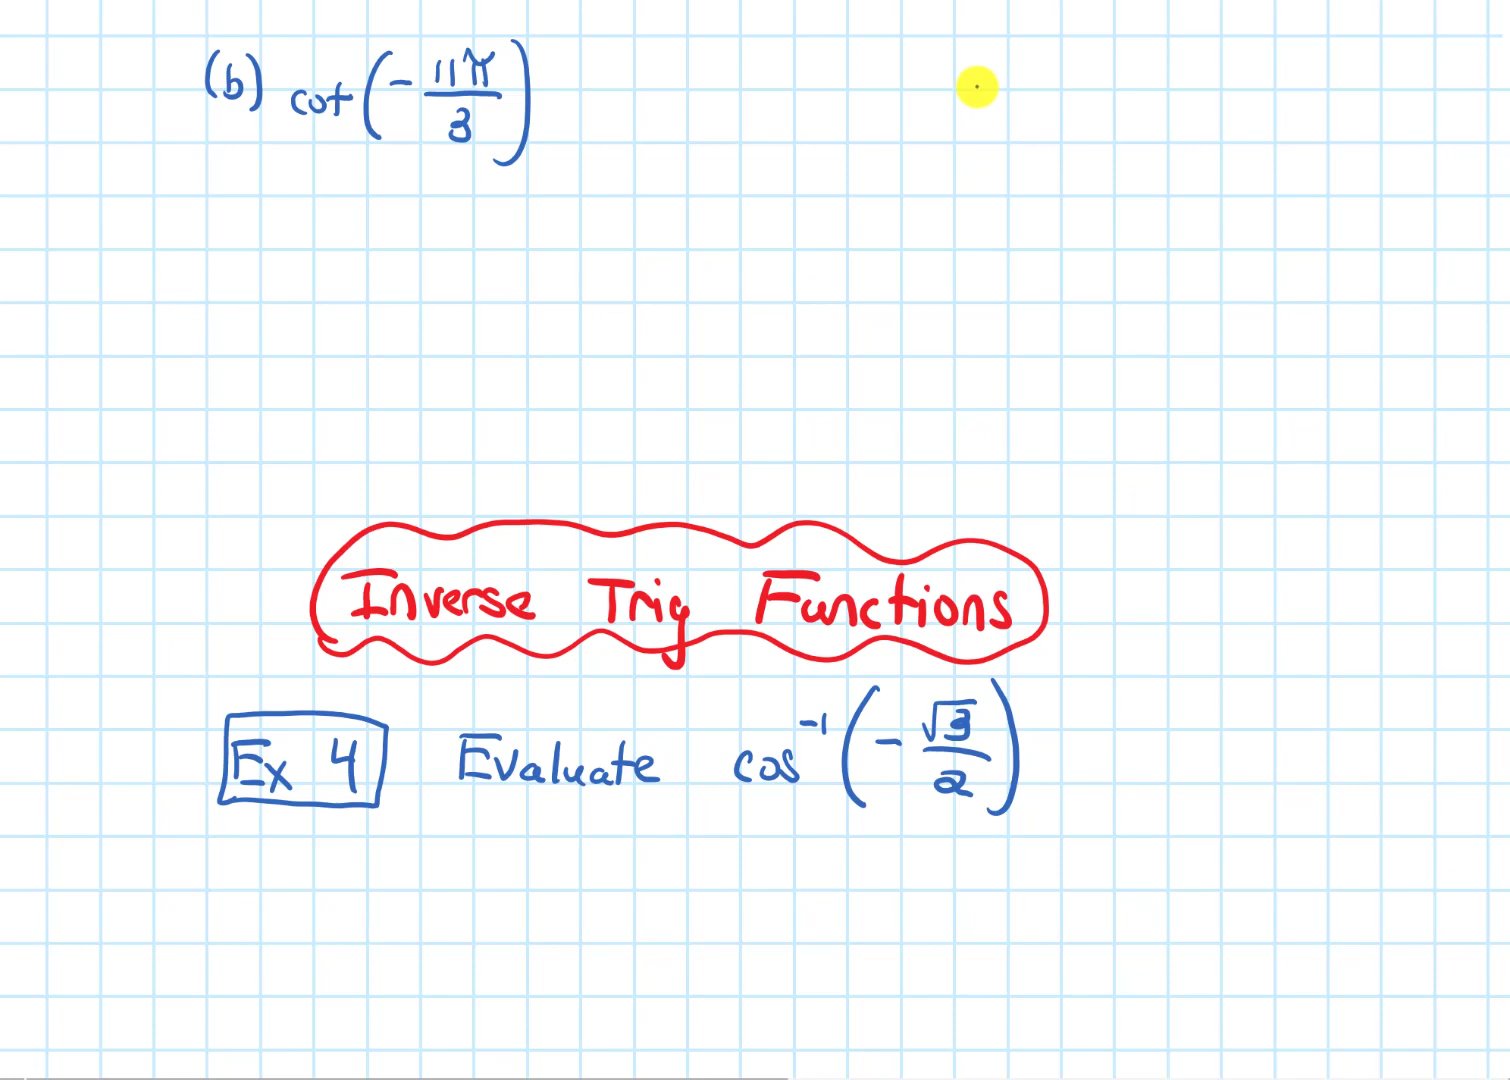 (b) cot(-11π/3)
Inverse Trig Functions
Ex 4 Evaluate cos⁻¹(-√3/2)